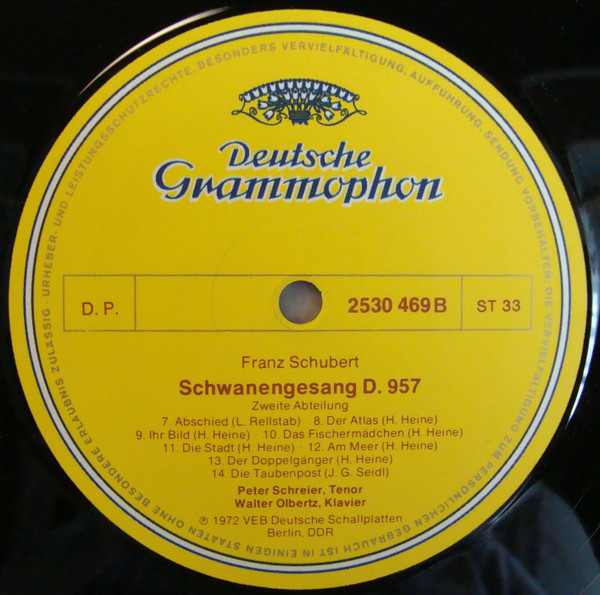 Deutsche
Grammophon
D. P.
2530 469 B
ST 33
Franz Schubert
Schwanengesang D. 957
Zweite Abteilung
7. Abschied (L. Rellstab) 8. Der Atlas (H. Heine)
9. Ihr Bild (H. Heine) · 10. Das Fischermädchen (H. Heine)
11. Die Stadt (H. Heine) · 12. Am Meer (H. Heine)
13. Der Doppelgänger (H. Heine)
14. Die Taubenpost (J. G. Seidl)
Peter Schreier, Tenor
Walter Olbertz, Klavier
℗ 1972 VEB Deutsche Schallplatten
Berlin, DDR
URHEBER- UND LEISTUNGSSCHUTZRECHTE, BESONDERS VERVIELFÄLTIGUNG, AUFFÜHRUNG, SENDUNG VORBEHALTEN. DIE VERVIELFÄLTIGUNG ZUM PERSÖNLICHEN GEBRAUCH IST IN EINIGEN STAATEN OHNE BESONDERE ERLAUBNIS ZULÄSSIG ·